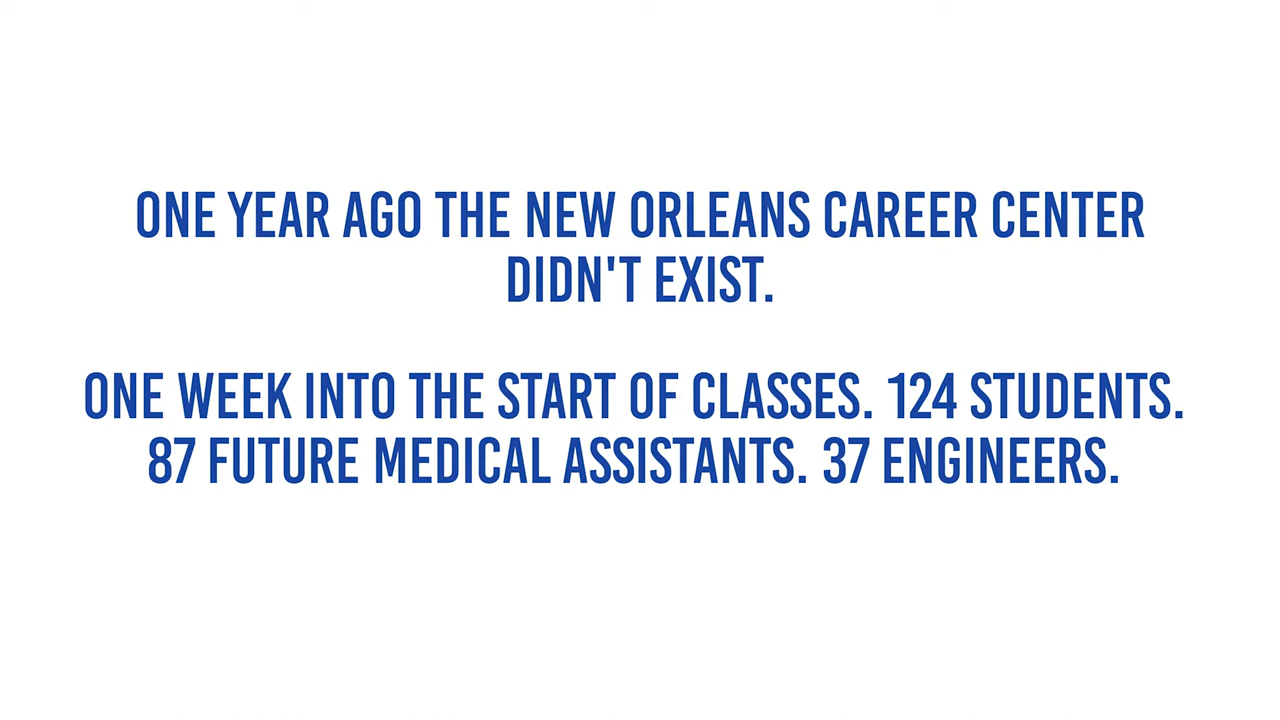 ONE YEAR AGO THE NEW ORLEANS CAREER CENTER
DIDN'T EXIST.
ONE WEEK INTO THE START OF CLASSES. 124 STUDENTS.
87 FUTURE MEDICAL ASSISTANTS. 37 ENGINEERS.